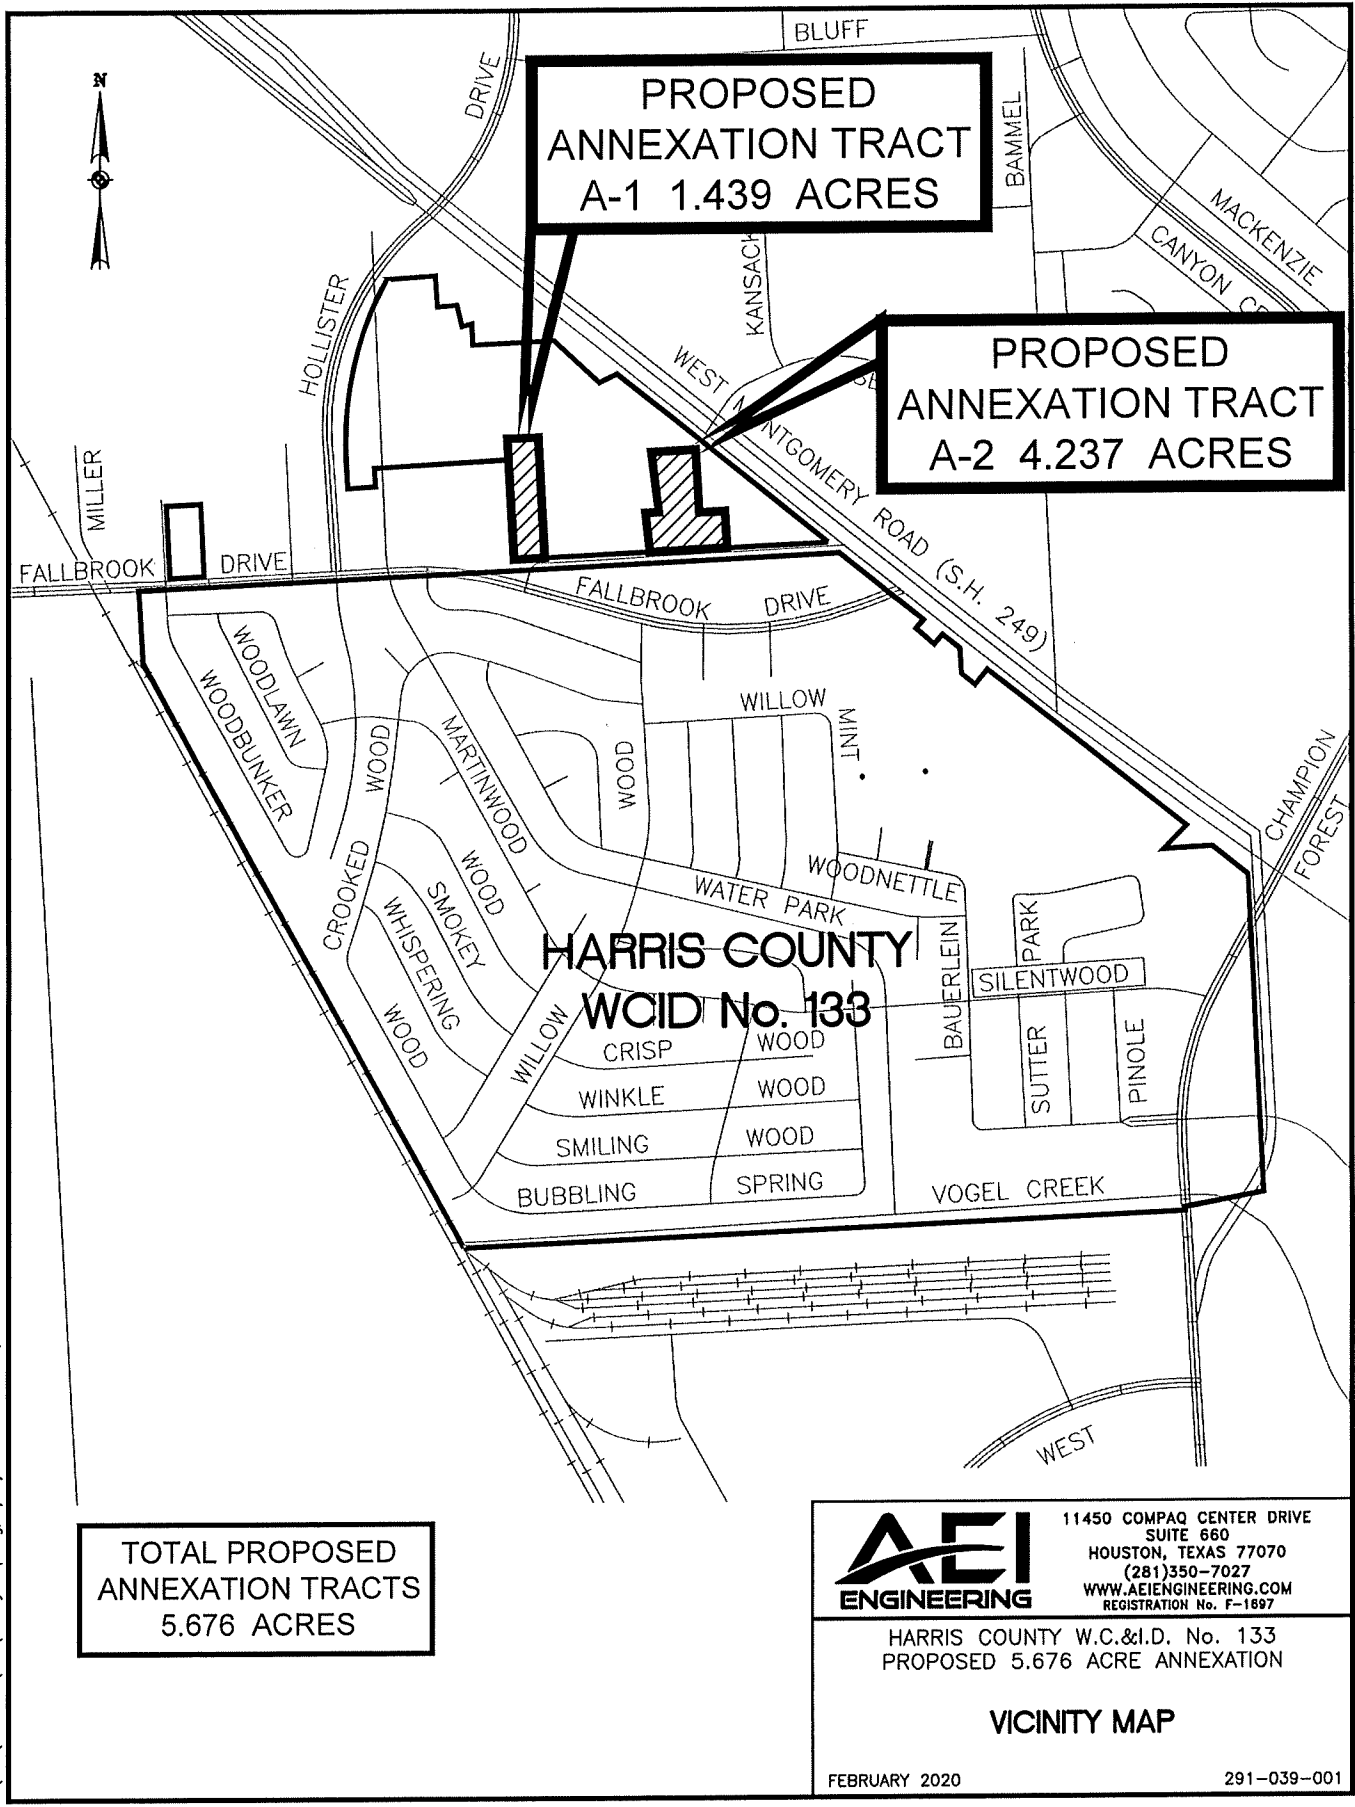 BLUFF
DRIVE
N
PROPOSED
ANNEXATION TRACT
A-1 1.439 ACRES
BAMMEL
MACKENZIE
CANYON
KANSACK
HOLLISTER
PROPOSED
ANNEXATION TRACT
A-2 4.237 ACRES
WEST MONTGOMERY ROAD (S.H. 249)
MILLER
FALLBROOK DRIVE
FALLBROOK DRIVE
WOODLAWN
WOODBUNKER
WILLOW
MINT
WOOD
MARTINWOOD
WOOD
CHAMPION
FOREST
CROOKED
WOOD
SMOKEY
WHISPERING
WOOD
WATER PARK
WOODNETTLE
HARRIS COUNTY
WCID No. 133
BAUERLEIN
PARK
SILENTWOOD
WILLOW
CRISP WOOD
WINKLE WOOD
SMILING WOOD
BUBBLING SPRING
SUTTER
PINOLE
VOGEL CREEK
WEST
TOTAL PROPOSED
ANNEXATION TRACTS
5.676 ACRES
AEI
ENGINEERING
11450 COMPAQ CENTER DRIVE
SUITE 660
HOUSTON, TEXAS 77070
(281)350-7027
WWW.AEIENGINEERING.COM
REGISTRATION No. F-1697
HARRIS COUNTY W.C.&I.D. No. 133
PROPOSED 5.676 ACRE ANNEXATION
VICINITY MAP
FEBRUARY 2020
291-039-001